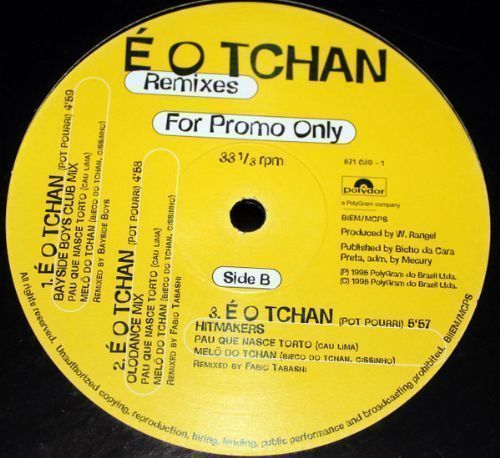 É O TCHAN
Remixes
For Promo Only
33 1/3 rpm
571 039 - 1
polydor
a PolyGram company
BIEM/MCPS
Produced by W. Rangel
Published by Bicho da Cara
Preta, adm, by Mecury
(P) 1996 PolyGram do Brasil Ltda.
(C) 1996 PolyGram do Brasil Ltda.
Side B
1. É O TCHAN (POT POURRI) 4'59
BAYSIDE BOYS CLUB MIX
PAU QUE NASCE TORTO (CAU LIMA)
MELO DO TCHAN (BIECO DO TCHAN, CISSINHO)
REMIXED BY BAYSIDE BOYS
2. É O TCHAN (POT POURRI) 4'58
OLODANCE MIX
PAU QUE NASCE TORTO (CAU LIMA)
MELÔ DO TCHAN (BIECO DO TCHAN, CISSINHO)
REMIXED BY FABIO TABASHI
3. É O TCHAN (POT POURRI) 5'57
HITMAKERS
PAU QUE NASCE TORTO (CAU LIMA)
MELÔ DO TCHAN (BIECO DO TCHAN, CISSINHO)
REMIXED BY FABIO TABASHI
All rights reserved. Unauthorized copying, reproduction, hiring, lending, public performance and broadcasting prohibited. BIEM/MCPS